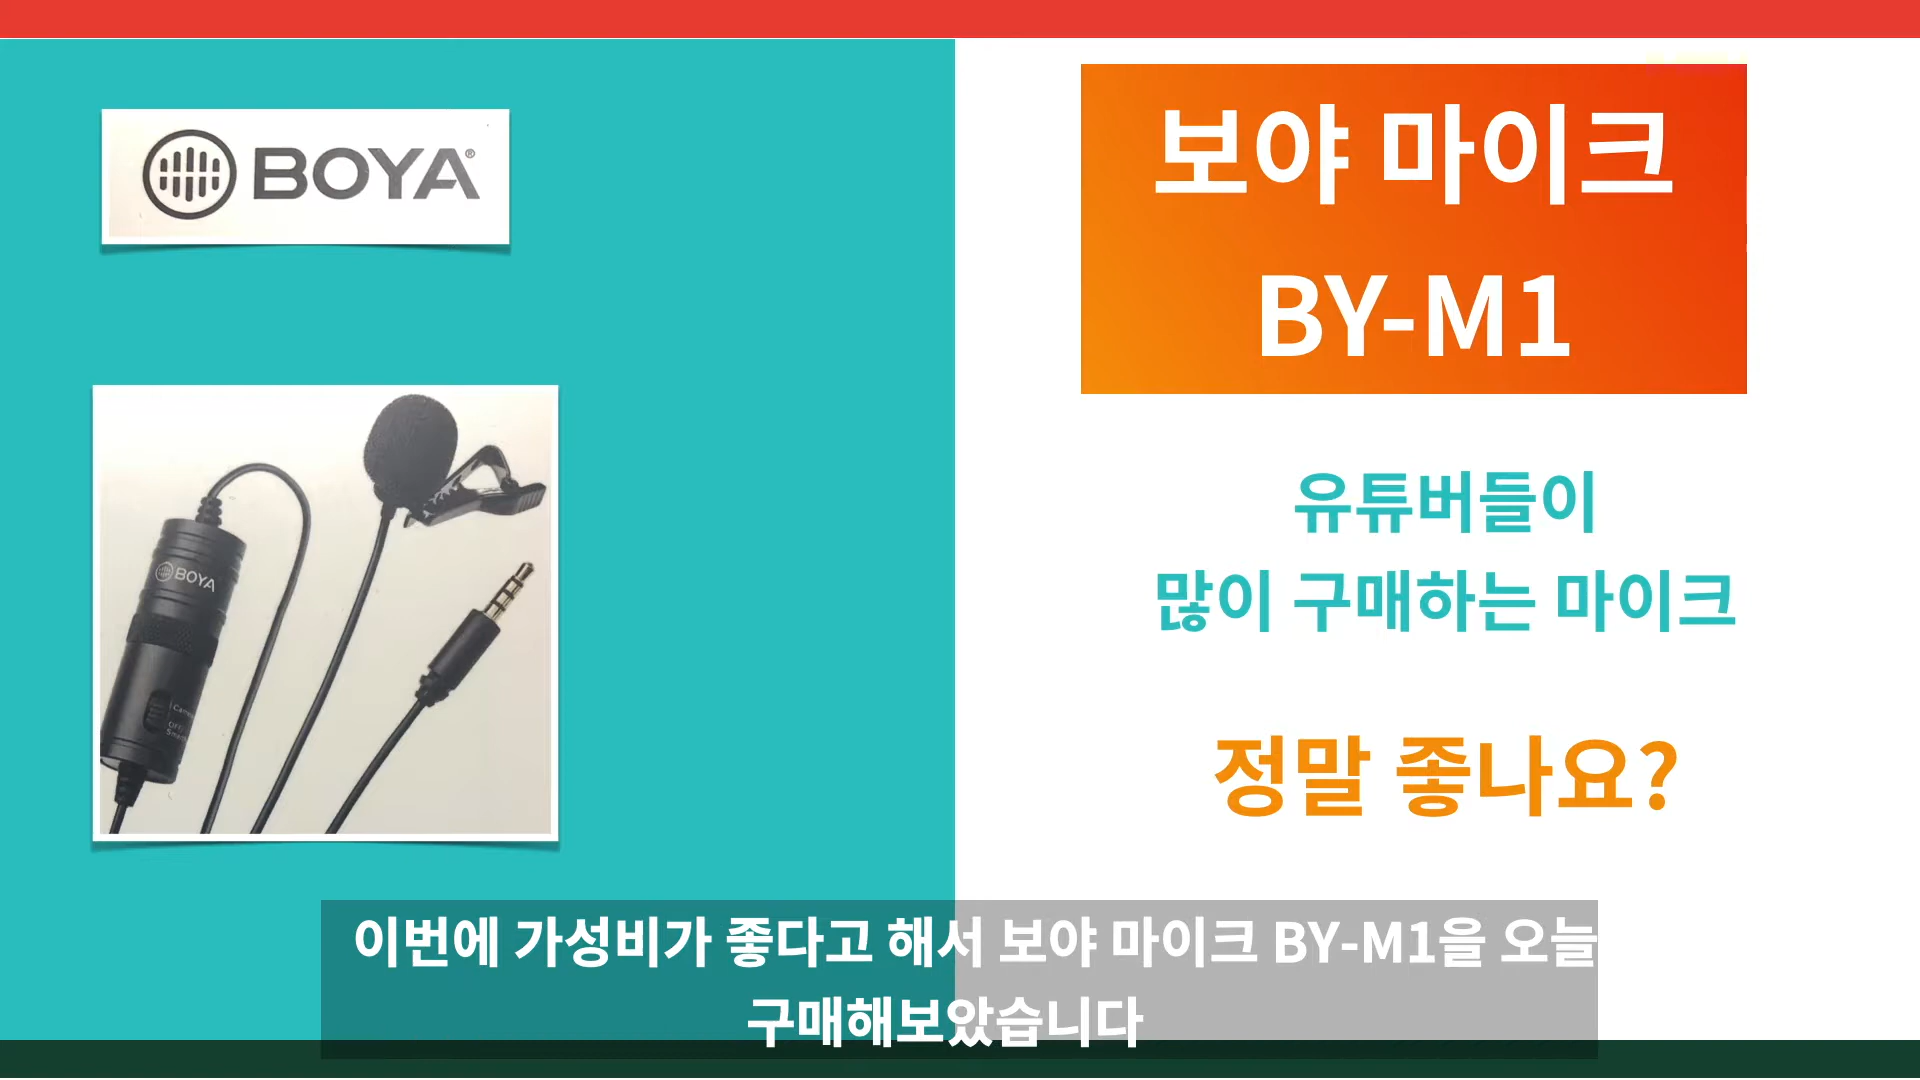 BOYA®
보야 마이크
BY-M1
유튜버들이
많이 구매하는 마이크
정말 좋나요?
BOYA
이번에 가성비가 좋다고 해서 보야 마이크 BY-M1을 오늘
구매해보았습니다